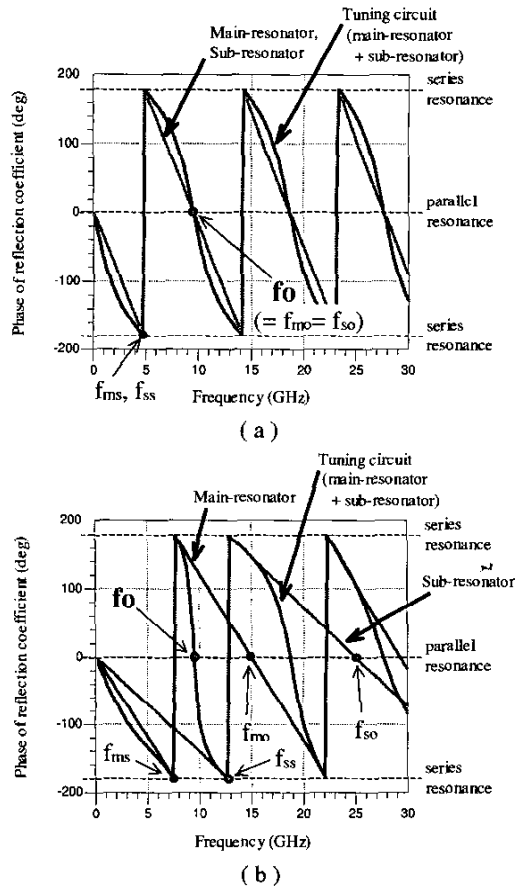 (a)
Main-resonator,
Sub-resonator
Tuning circuit
(main-resonator
+ sub-resonator)
Phase of reflection coefficient (deg)
200
100
0
-100
-200
series
resonance
parallel
resonance
series
resonance
fo
(= fmo= fso)
fms, fss
0 5 10 15 20 25 30
Frequency (GHz)
( a )
(b)
Tuning circuit
(main-resonator
+ sub-resonator)
Main-resonator
Phase of reflection coefficient (deg)
200
100
0
-100
-200
series
resonance
Sub-resonator
parallel
resonance
series
resonance
fo
fmo
fso
fms
fss
0 5 10 15 20 25 30
Frequency (GHz)
( b )